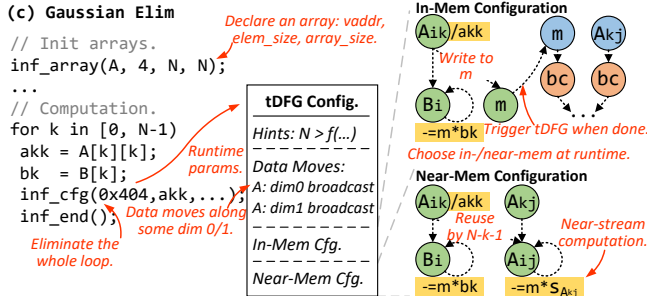 (c) Gaussian Elim
Declare an array: vaddr,
elem_size, array_size.
// Init arrays.
inf_array(A, 4, N, N);
...
// Computation.
for k in [0, N-1)
akk = A[k][k];
bk = B[k];
inf_cfg(0x404,akk,...);
inf_end();
Runtime
params.
Data moves along
some dim 0/1.
Eliminate the
whole loop.
tDFG Config.
Hints: N > f(…)
Data Moves:
A: dim0 broadcast
A: dim1 broadcast
In-Mem Cfg.
Near-Mem Cfg.
In-Mem Configuration
Aik /akk
m
Akj
Write to
m
bc
bc
Bi
m
...
-=m*bk
Trigger tDFG when done.
Choose in-/near-mem at runtime.
Near-Mem Configuration
Aik /akk
Akj
Reuse
by N-k-1
Near-stream
computation.
Bi
Aij
-=m*bk
-=m*SAkj